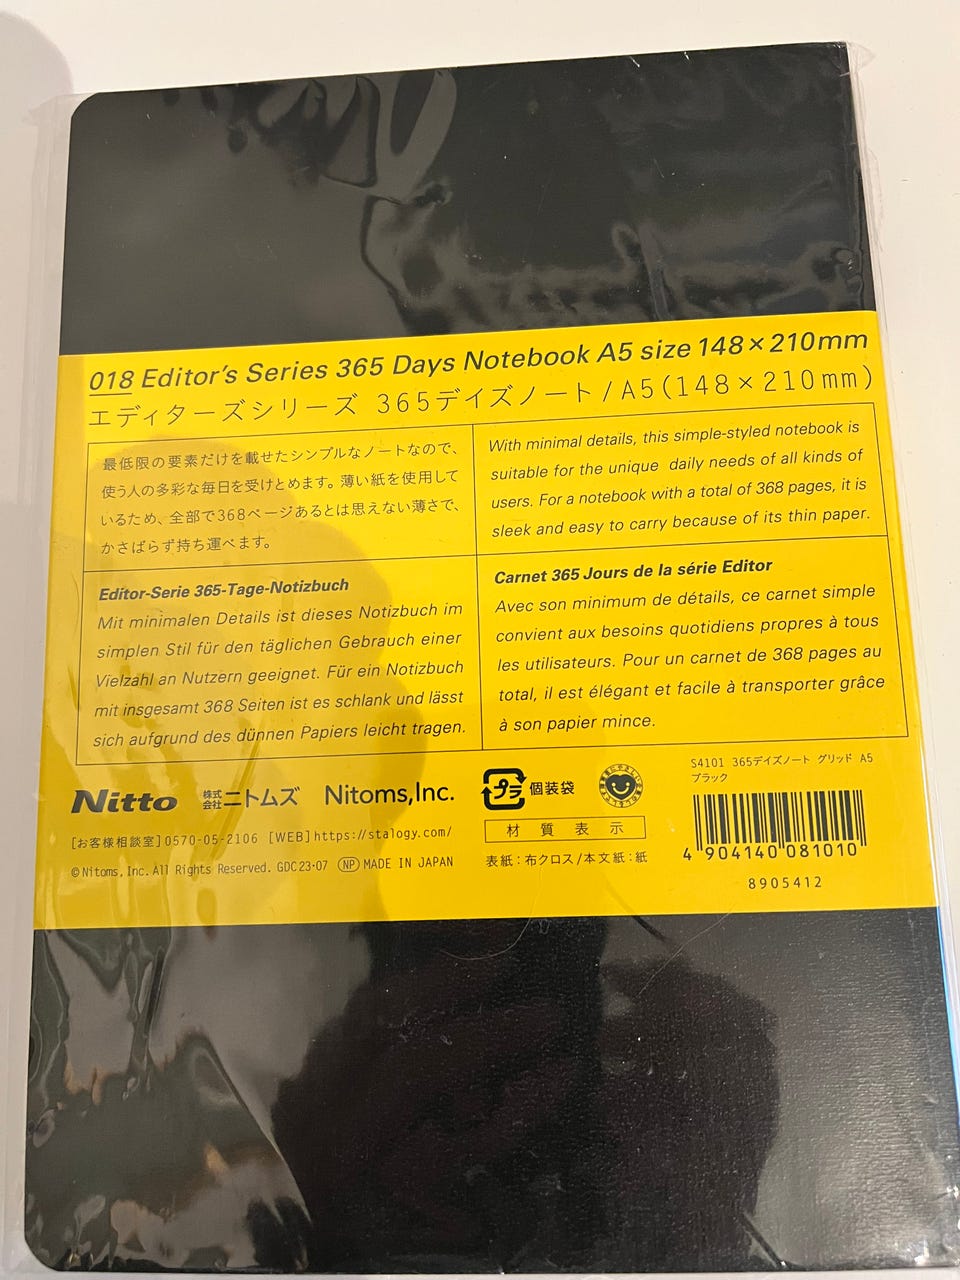 018 Editor's Series 365 Days Notebook A5 size 148×210mm
エディターズシリーズ 365デイズノート/A5(148×210mm)
最低限の要素だけを載せたシンプルなノートなので、
使う人の多彩な毎日を受けとめます。薄い紙を使用して
いるため、全部で368ページあるとは思えない薄さで、
かさばらず持ち運べます。
With minimal details, this simple-styled notebook is
suitable for the unique daily needs of all kinds of
users. For a notebook with a total of 368 pages, it is
sleek and easy to carry because of its thin paper.
Editor-Serie 365-Tage-Notizbuch
Mit minimalen Details ist dieses Notizbuch im
simplen Stil für den täglichen Gebrauch einer
Vielzahl an Nutzern geeignet. Für ein Notizbuch
mit insgesamt 368 Seiten ist es schlank und lässt
sich aufgrund des dünnen Papiers leicht tragen.
Carnet 365 Jours de la série Editor
Avec son minimum de détails, ce carnet simple
convient aux besoins quotidiens propres à tous
les utilisateurs. Pour un carnet de 368 pages au
total, il est élégant et facile à transporter grâce
à son papier mince.
Nitto 株式会社ニトムズ Nitoms,Inc.
[お客様相談室]0570-05-2106 [WEB]https://stalogy.com/
©Nitoms, Inc. All Rights Reserved. GDC23・07 NP MADE IN JAPAN
プラ 個装袋
材質表示
表紙:布クロス/本文紙:紙
S4101 365デイズノート グリッド A5
ブラック
4 904140 081010
8905412